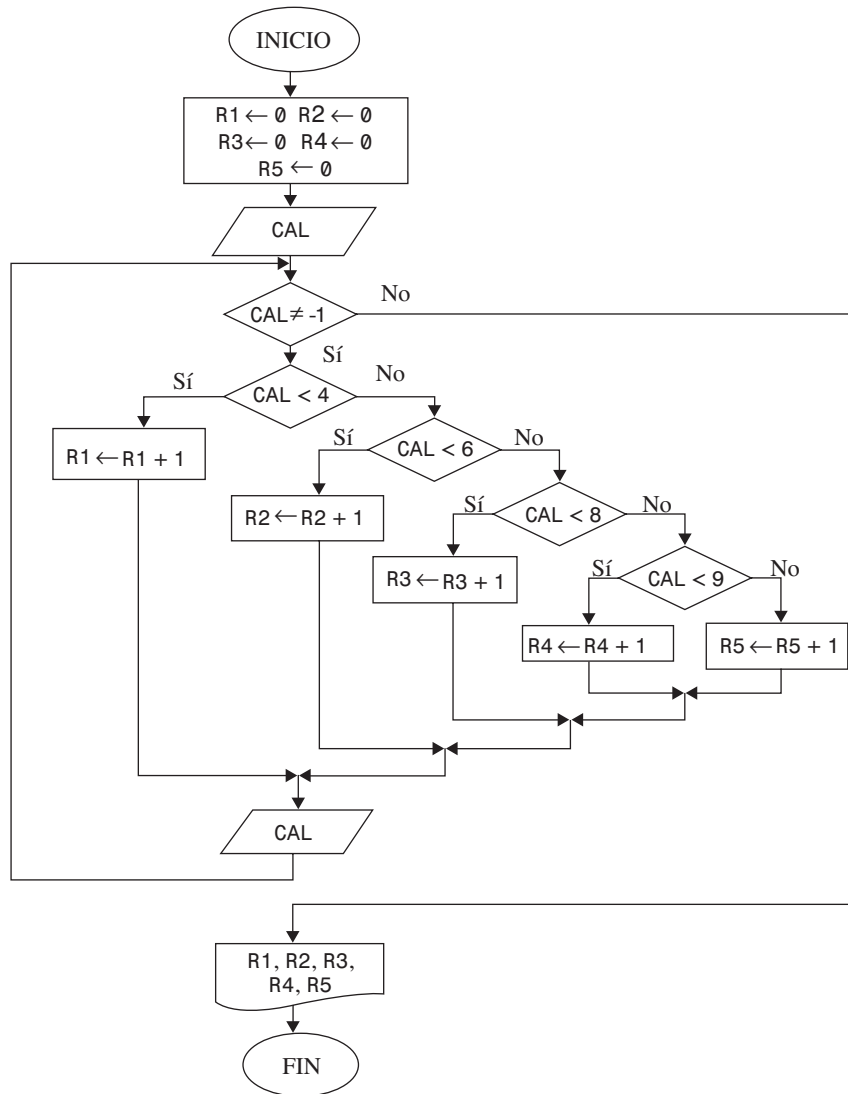 INICIO
R1 ← 0 R2 ← 0
R3 ← 0 R4 ← 0
R5 ← 0
CAL
CAL ≠ -1
No
Sí
CAL < 4
Sí
No
R1 ← R1 + 1
CAL < 6
Sí
No
R2 ← R2 + 1
CAL < 8
Sí
No
R3 ← R3 + 1
CAL < 9
Sí
No
R4 ← R4 + 1
R5 ← R5 + 1
CAL
R1, R2, R3,
R4, R5
FIN